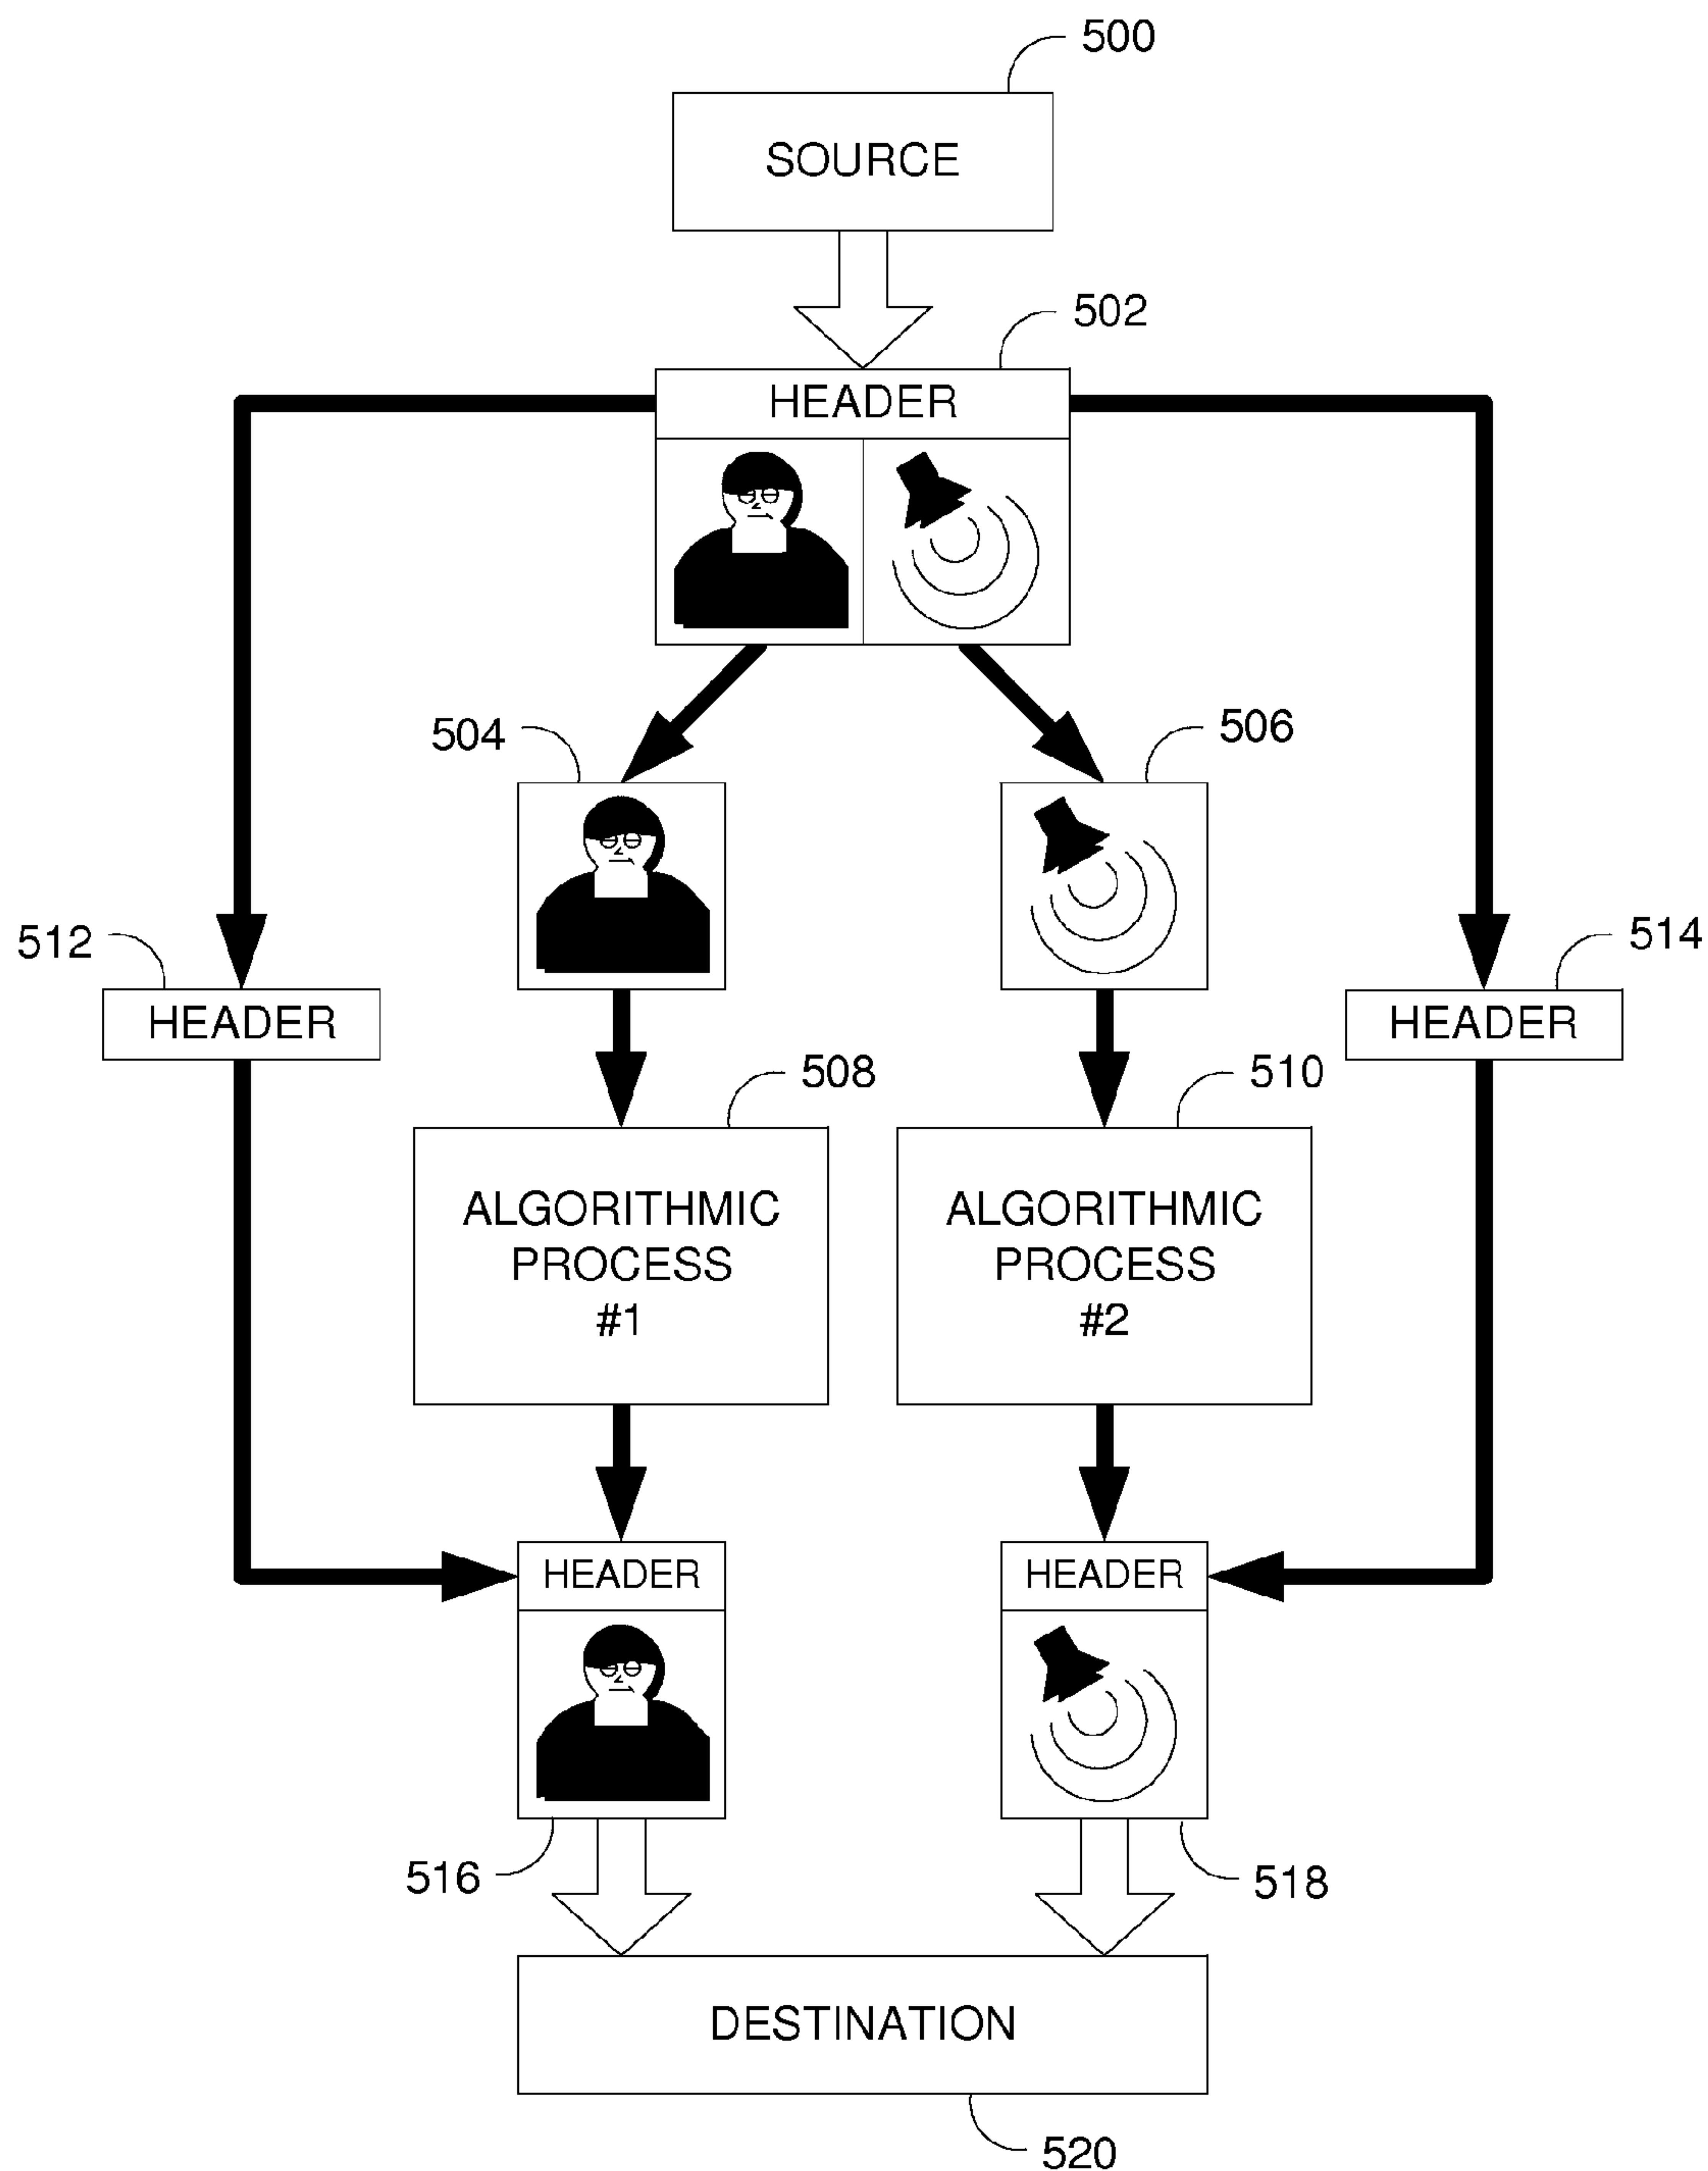 500
SOURCE
502
HEADER
504
506
512
514
HEADER
HEADER
508
510
ALGORITHMIC
PROCESS
#1
ALGORITHMIC
PROCESS
#2
HEADER
HEADER
516
518
DESTINATION
520